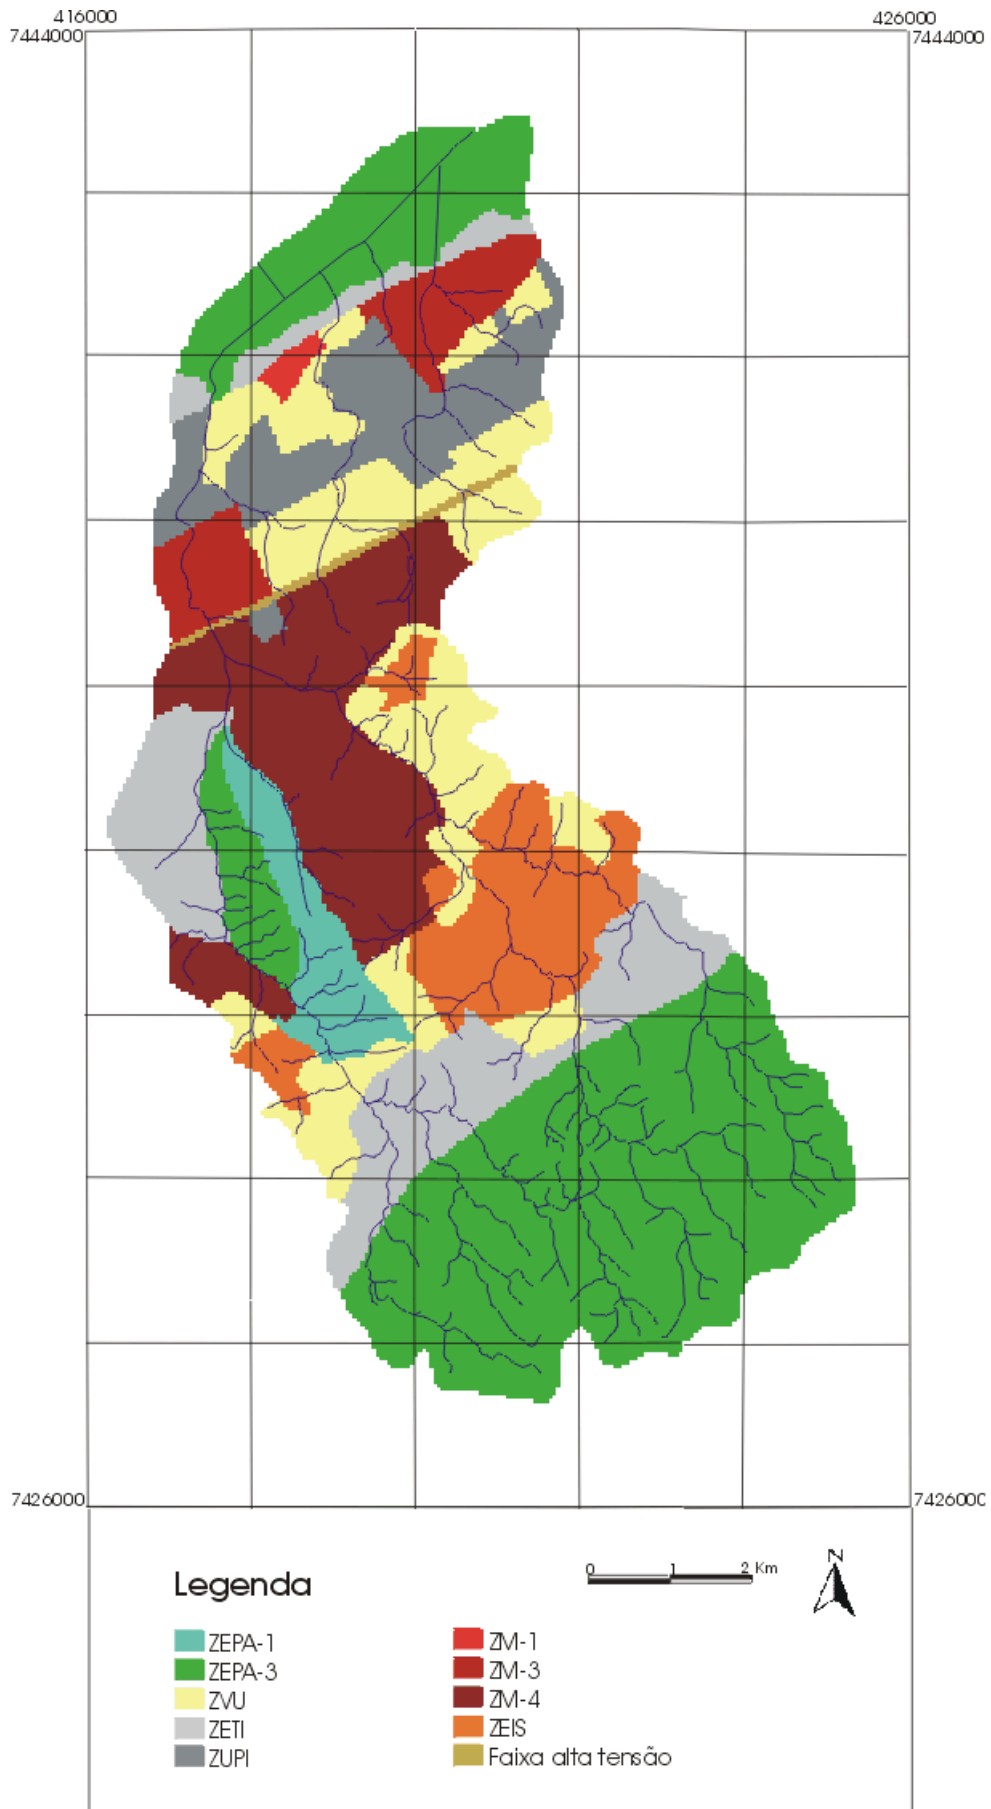 416000 426000
7444000 7444000
7426000 7426000
Legenda
0 1 2 Km
N
ZEPA-1
ZEPA-3
ZVU
ZETI
ZUPI
ZM-1
ZM-3
ZM-4
ZEIS
Faixa alta tensão